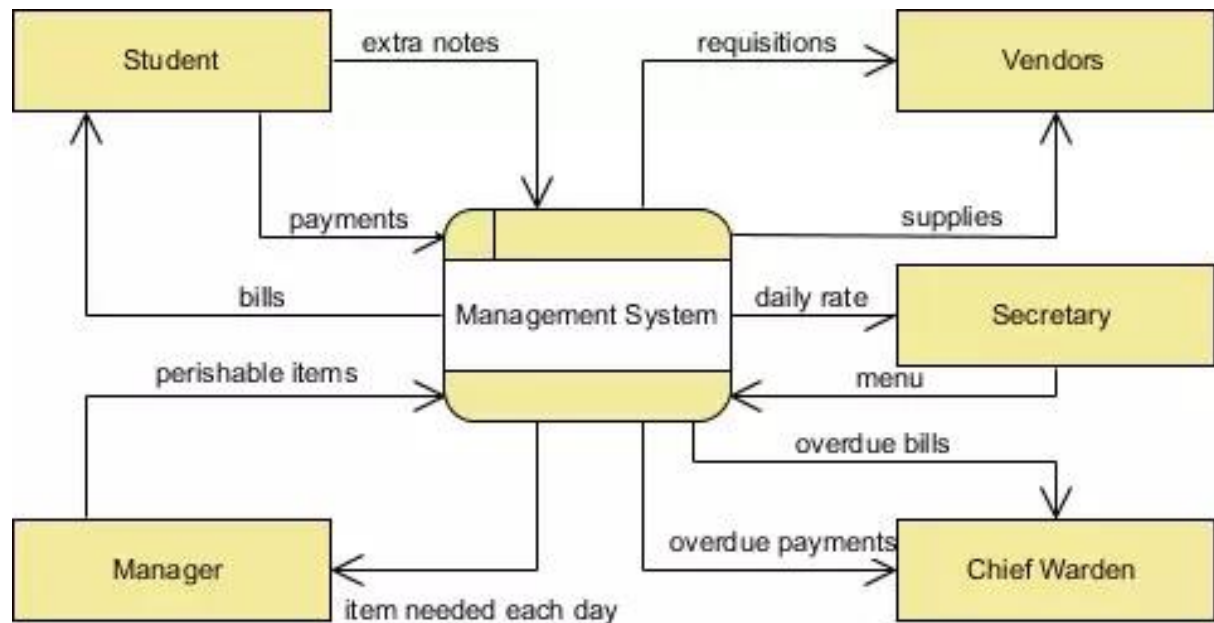 extra notes
requisitions
Student
Vendors
payments
supplies
bills
Management System
daily rate
Secretary
perishable items
menu
overdue bills
overdue payments
Manager
Chief Warden
item needed each day